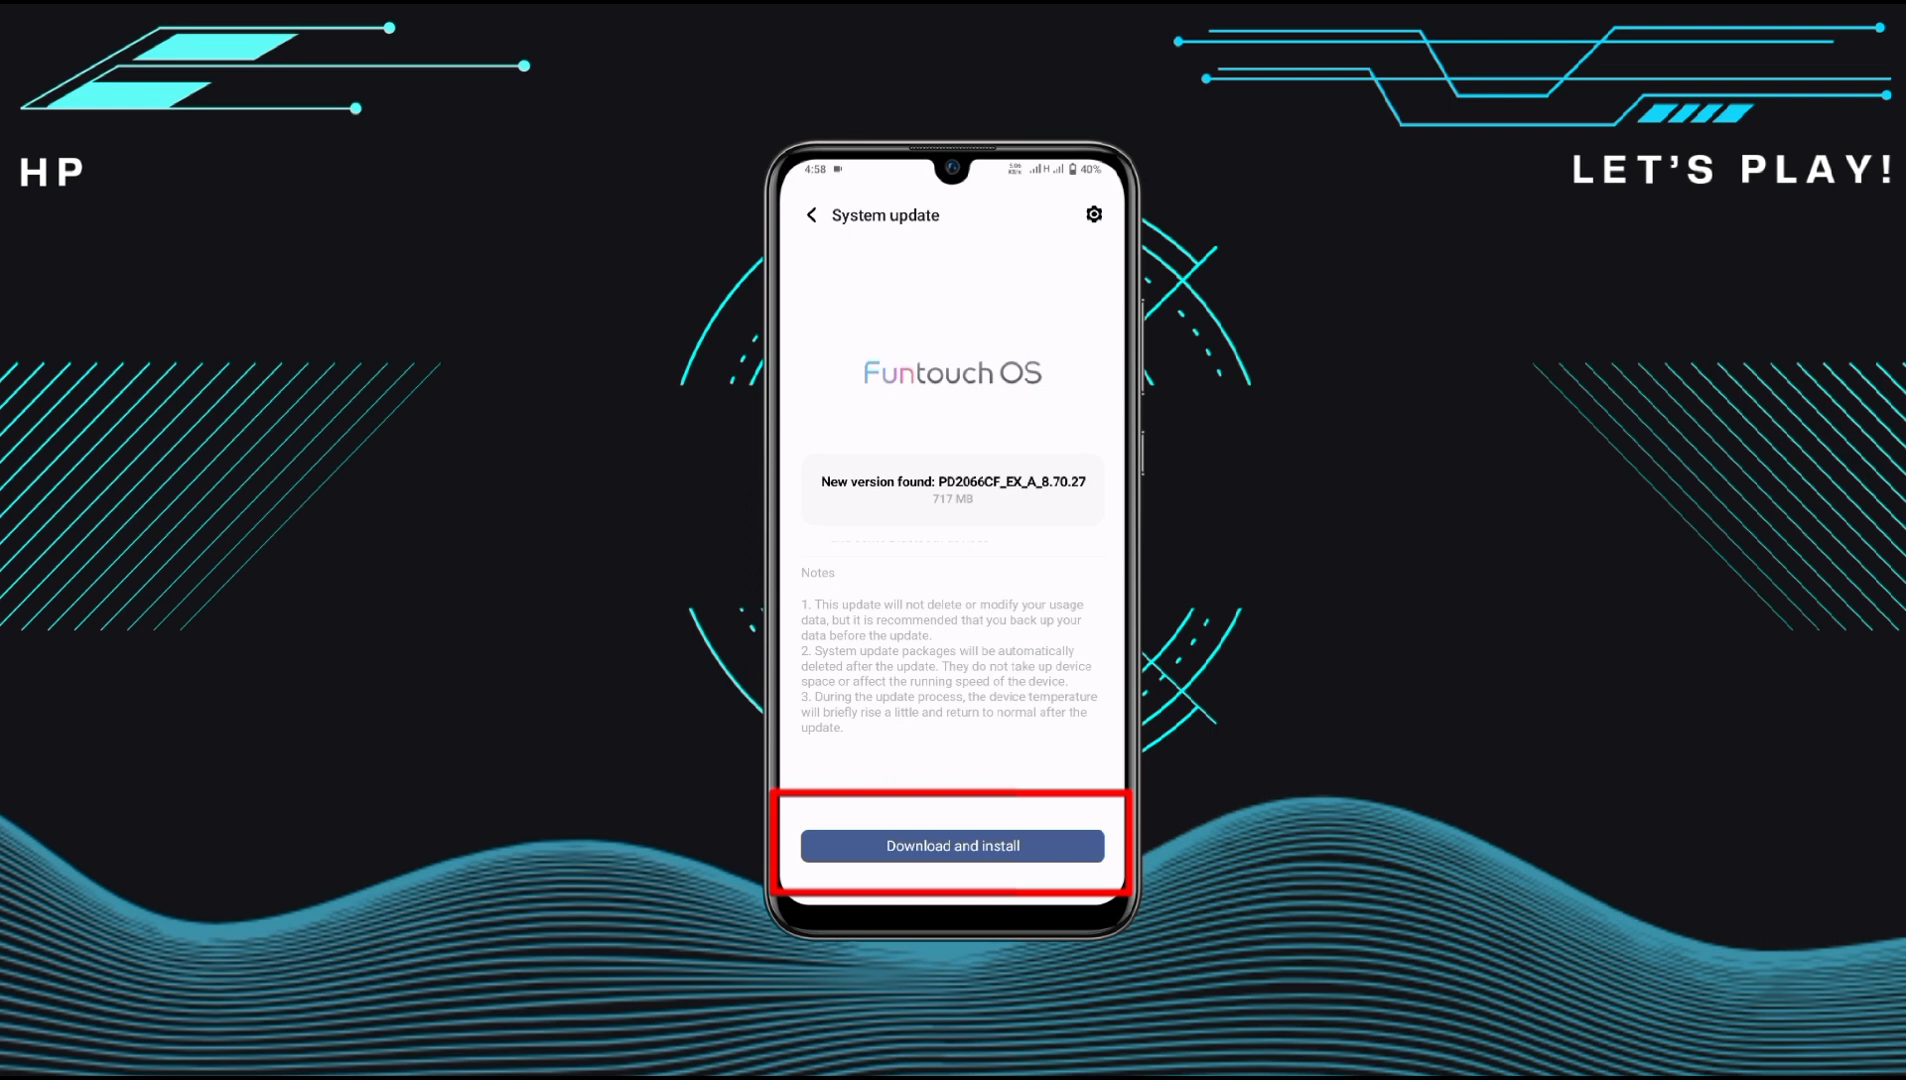 HP
LET'S PLAY!
4:58
H
40%
System update
Funtouch OS
New version found: PD2066CF_EX_A_8.70.27
717 MB
Notes
1. This update will not delete or modify your usage
data, but it is recommended that you back up your
data before the update.
2. System update packages will be automatically
deleted after the update. They do not take up device
space or affect the running speed of the device.
3. During the update process, the device temperature
will briefly rise a little and return to normal after the
update.
Download and install